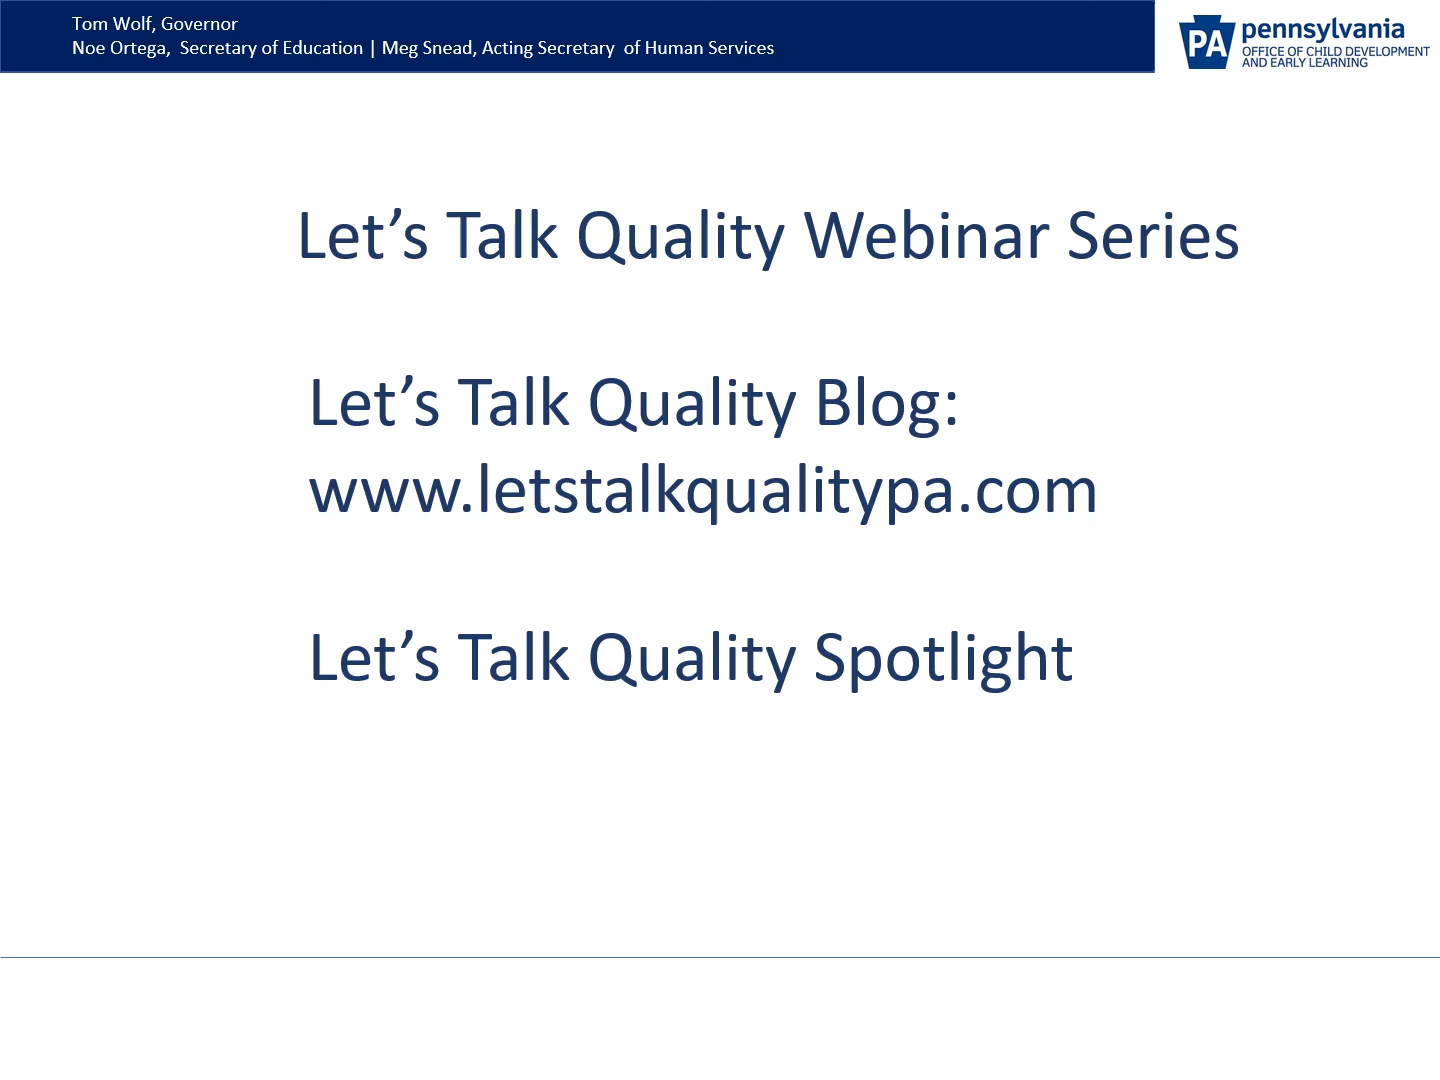 Tom Wolf, Governor
Noe Ortega,  Secretary of Education | Meg Snead, Acting Secretary  of Human Services
PA
pennsylvania
OFFICE OF CHILD DEVELOPMENT
AND EARLY LEARNING
Let’s Talk Quality Webinar Series
Let’s Talk Quality Blog:
www.letstalkqualitypa.com
Let’s Talk Quality Spotlight